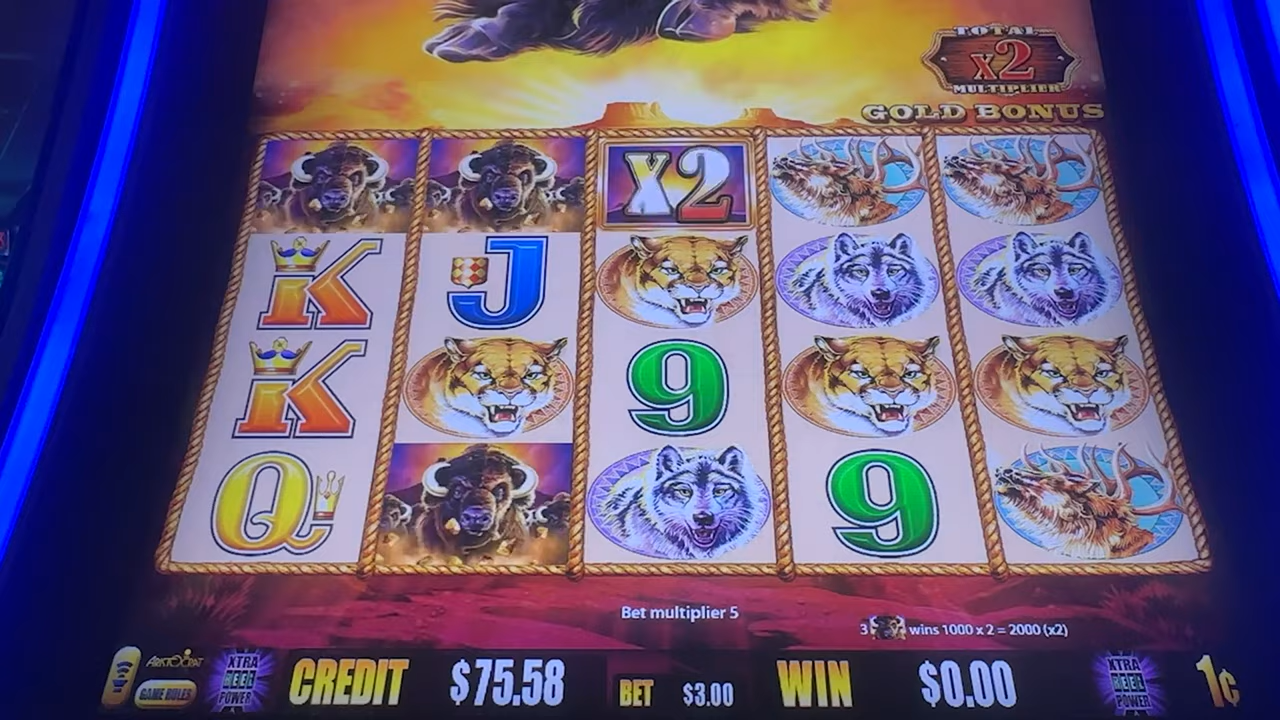 TOTAL
x2
MULTIPLIER
GOLD BONUS
X2
K
J
K
9
Q
9
Bet multiplier 5
3 wins 1000 x 2 = 2000 (x2)
ARISTOCRAT
GAME RULES
XTRA
REEL
POWER
CREDIT $75.58
BET $3.00
WIN $0.00
XTRA
REEL
POWER
1¢